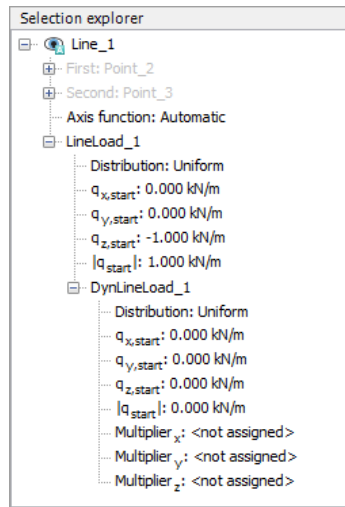 Selection explorer
Line_1
First: Point_2
Second: Point_3
Axis function: Automatic
LineLoad_1
Distribution: Uniform
qx,start: 0.000 kN/m
qy,start: 0.000 kN/m
qz,start: -1.000 kN/m
|qstart|: 1.000 kN/m
DynLineLoad_1
Distribution: Uniform
qx,start: 0.000 kN/m
qy,start: 0.000 kN/m
qz,start: 0.000 kN/m
|qstart|: 0.000 kN/m
Multiplierx: <not assigned>
Multipliery: <not assigned>
Multiplierz: <not assigned>